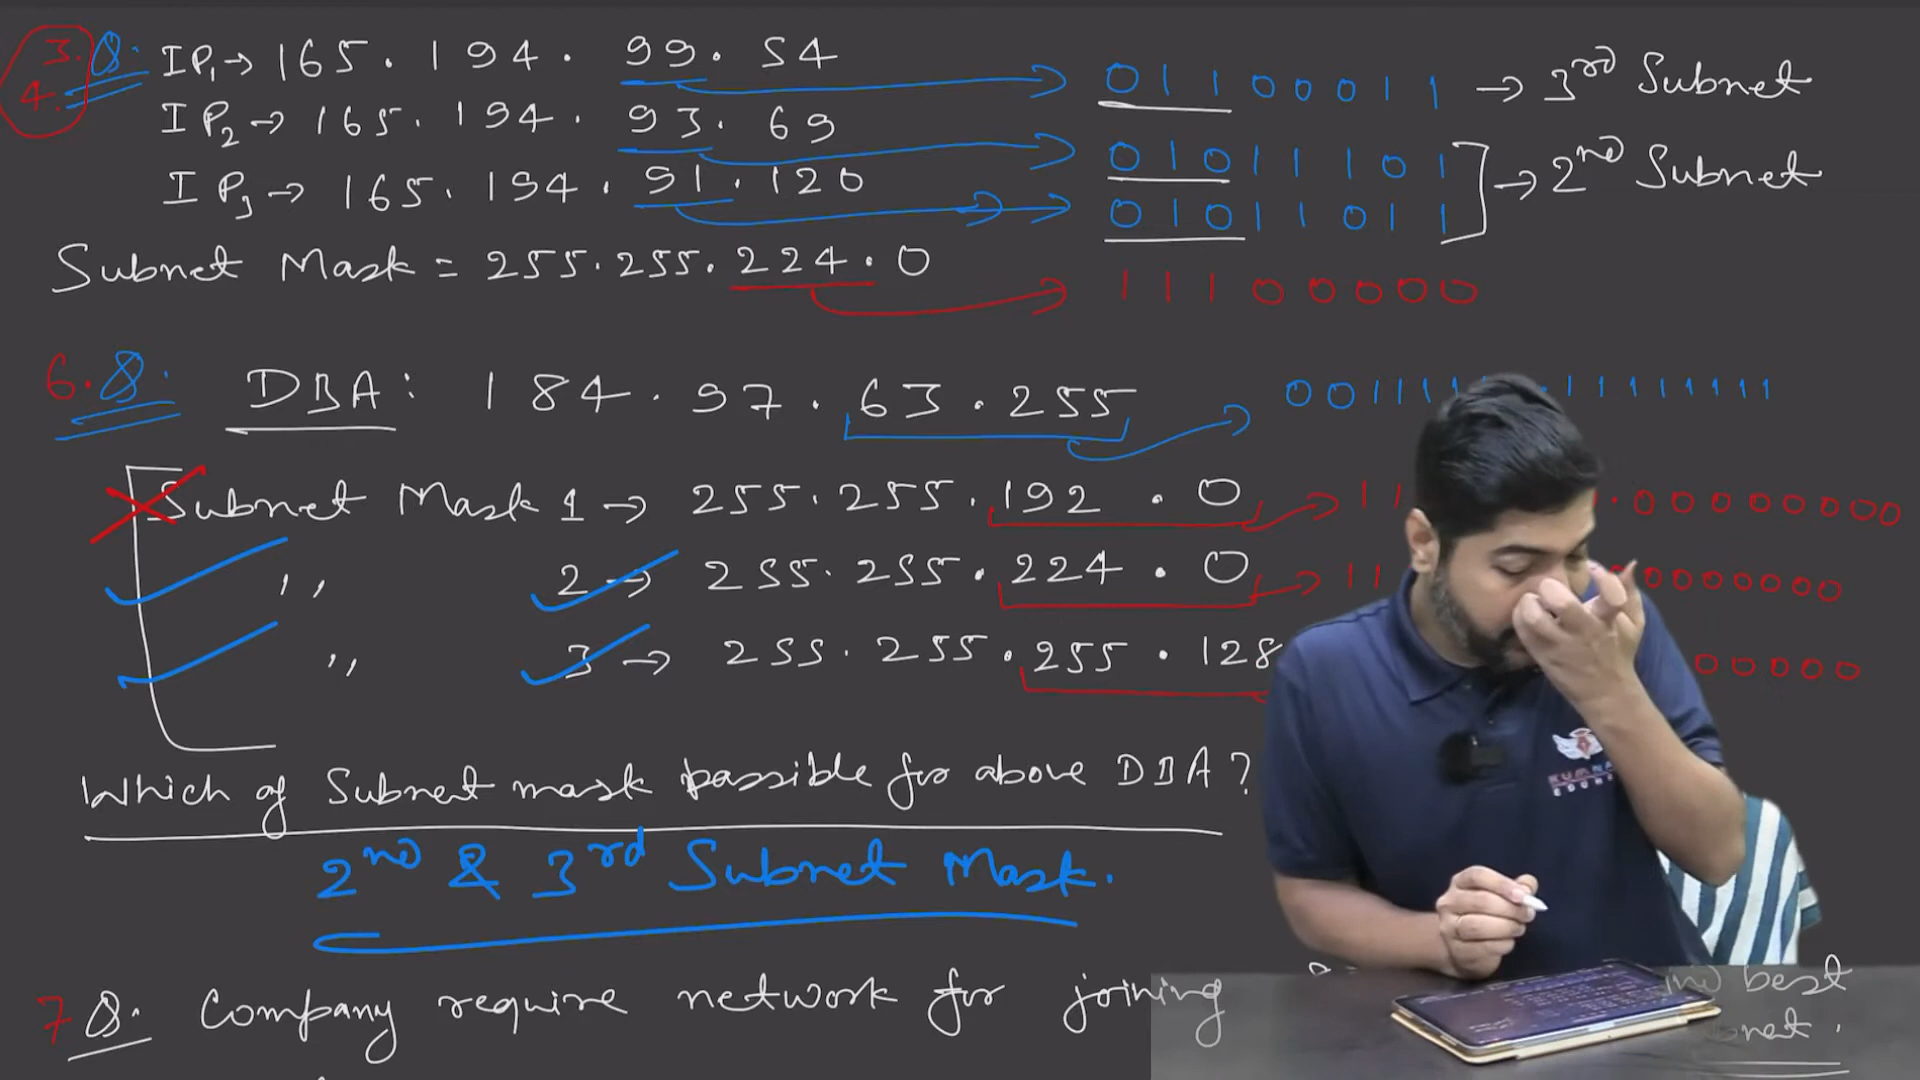 3. Q. IP1→ 165. 194. 99. 54 → 01100011 → 3rd Subnet
4.
IP2→ 165. 194. 93. 69 → 01011101
IP3→ 165. 194. 91. 120 → 01011011 → 2nd Subnet
Subnet Mask = 255.255.224.0 → 11100000
6. Q. DBA: 184. 97. 63. 255
Subnet Mask 1 → 255.255.192.0
,, 2 → 255.255.224.0
,, 3 → 255.255.255.128
Which of Subnet mask possible for above DBA?
2nd & 3rd Subnet Mask.
7 Q. Company require network for joining
best